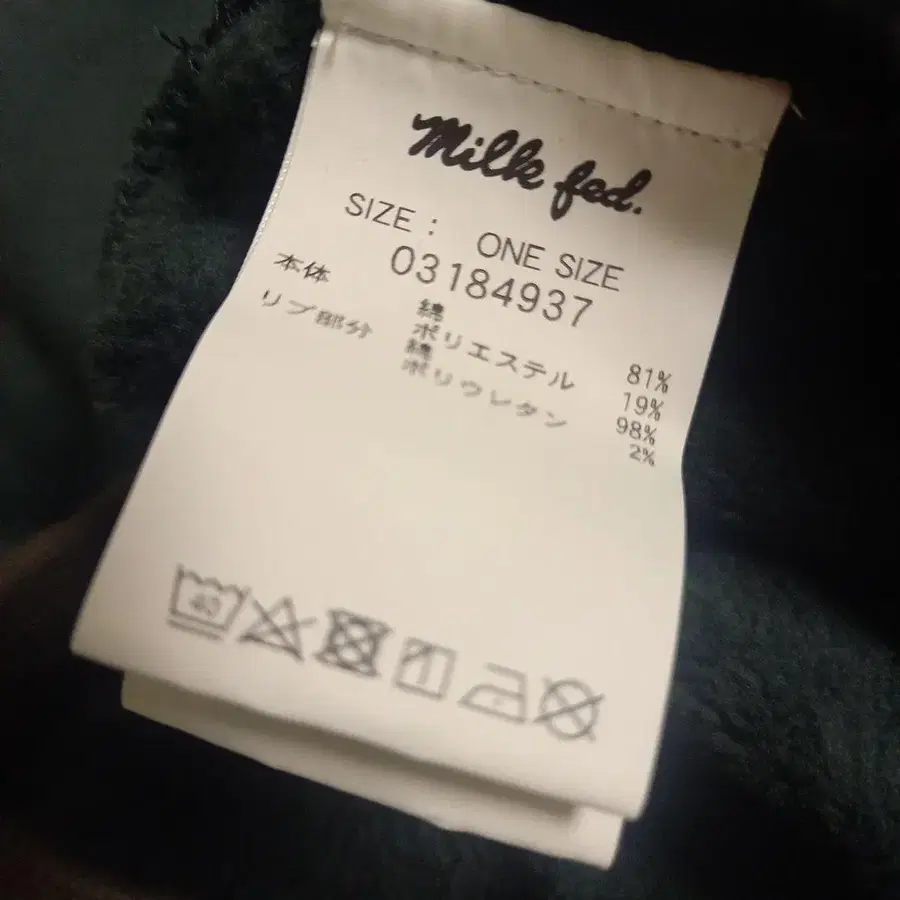 Milk fed.
SIZE : ONE SIZE
03184937
本体 綿 81%
ポリエステル 19%
リブ部分 綿 98%
ポリウレタン 2%
40